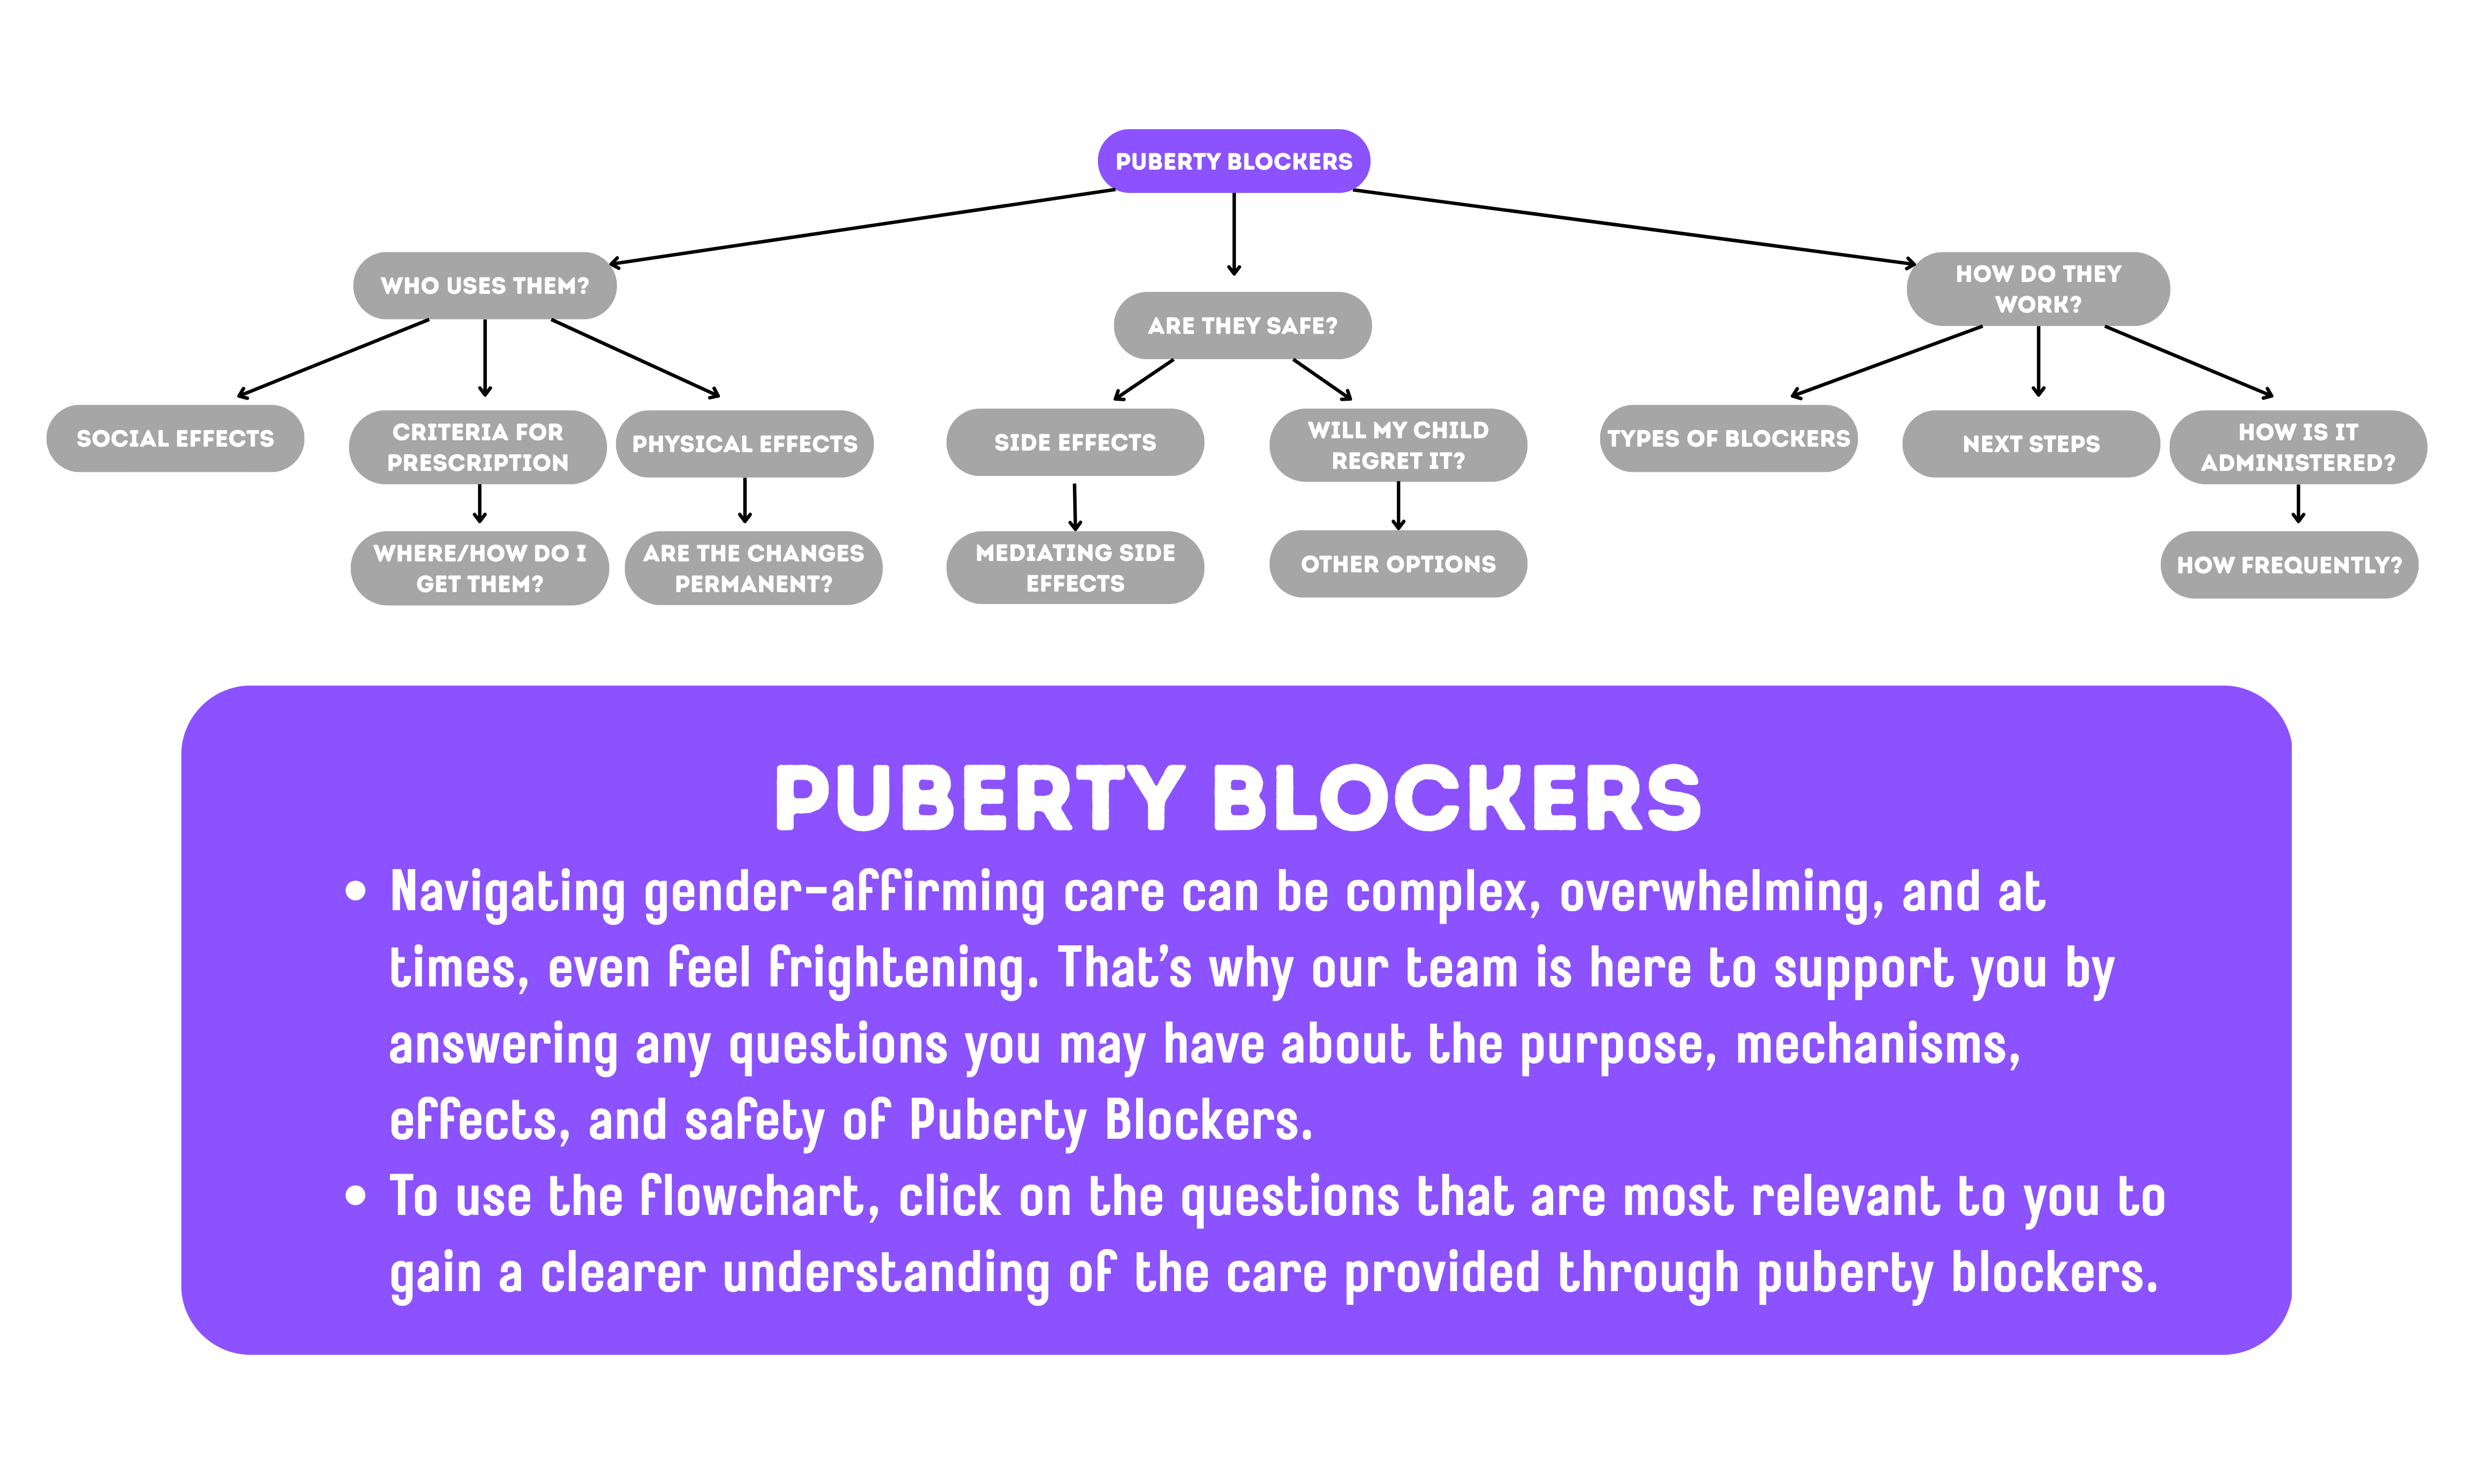 PUBERTY BLOCKERS
WHO USES THEM?
ARE THEY SAFE?
HOW DO THEY
WORK?
SOCIAL EFFECTS
CRITERIA FOR
PRESCRIPTION
PHYSICAL EFFECTS
SIDE EFFECTS
WILL MY CHILD
REGRET IT?
TYPES OF BLOCKERS
NEXT STEPS
HOW IS IT
ADMINISTERED?
WHERE/HOW DO I
GET THEM?
ARE THE CHANGES
PERMANENT?
MEDIATING SIDE
EFFECTS
OTHER OPTIONS
HOW FREQUENTLY?
PUBERTY BLOCKERS
• Navigating gender-affirming care can be complex, overwhelming, and at
times, even feel frightening. That's why our team is here to support you by
answering any questions you may have about the purpose, mechanisms,
effects, and safety of Puberty Blockers.
• To use the flowchart, click on the questions that are most relevant to you to
gain a clearer understanding of the care provided through puberty blockers.